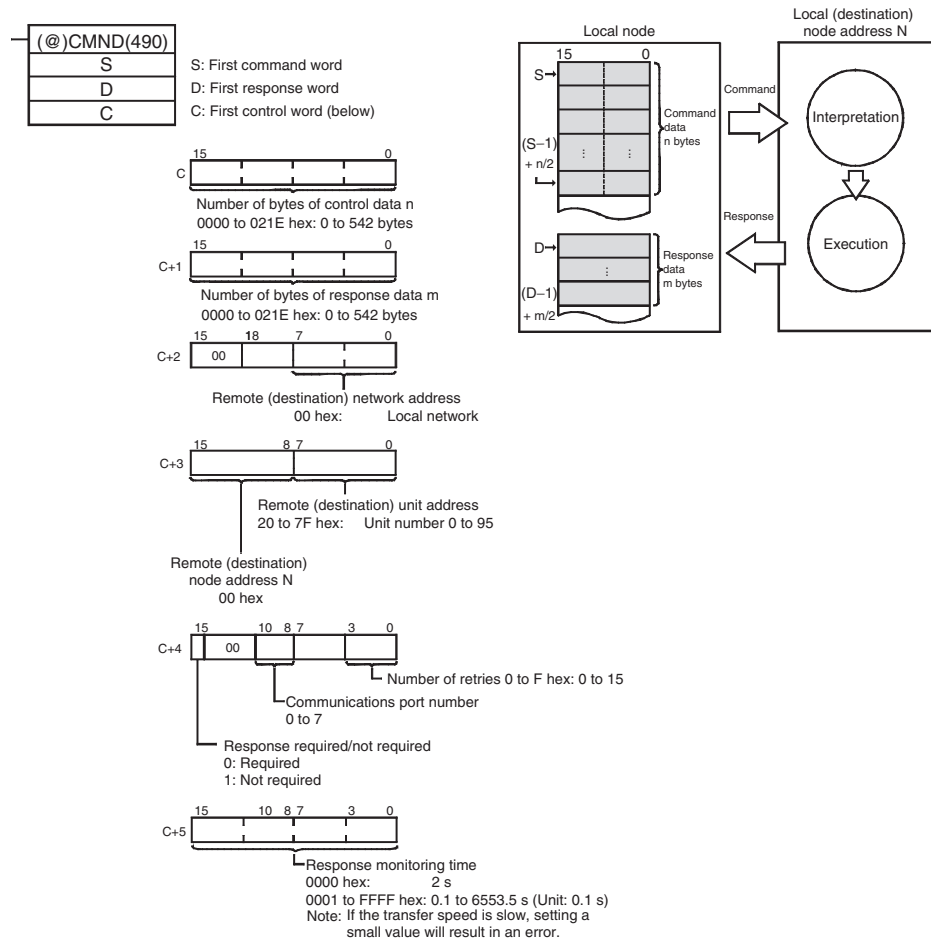 (@)CMND(490)
S
D
C
S: First command word
D: First response word
C: First control word (below)
15 0
C
Number of bytes of control data n
0000 to 021E hex: 0 to 542 bytes
15 0
C+1
Number of bytes of response data m
0000 to 021E hex: 0 to 542 bytes
15 18 7 0
C+2 00
Remote (destination) network address
00 hex: Local network
15 8 7 0
C+3
Remote (destination) unit address
20 to 7F hex: Unit number 0 to 95
Remote (destination)
node address N
00 hex
15 10 8 7 3 0
C+4 00
Number of retries 0 to F hex: 0 to 15
Communications port number
0 to 7
Response required/not required
0: Required
1: Not required
15 10 8 7 3 0
C+5
Response monitoring time
0000 hex: 2 s
0001 to FFFF hex: 0.1 to 6553.5 s (Unit: 0.1 s)
Note: If the transfer speed is slow, setting a
small value will result in an error.
Local node
15 0
S
(S−1)
+ n/2
Command
data
n bytes
D
(D−1)
+ m/2
Response
data
m bytes
Command
Response
Local (destination)
node address N
Interpretation
Execution